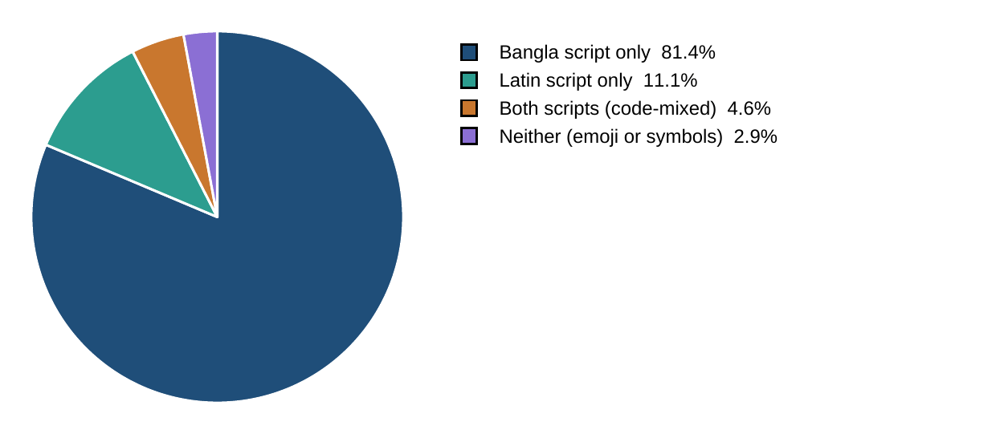 Bangla script only 81.4%
Latin script only 11.1%
Both scripts (code-mixed) 4.6%
Neither (emoji or symbols) 2.9%